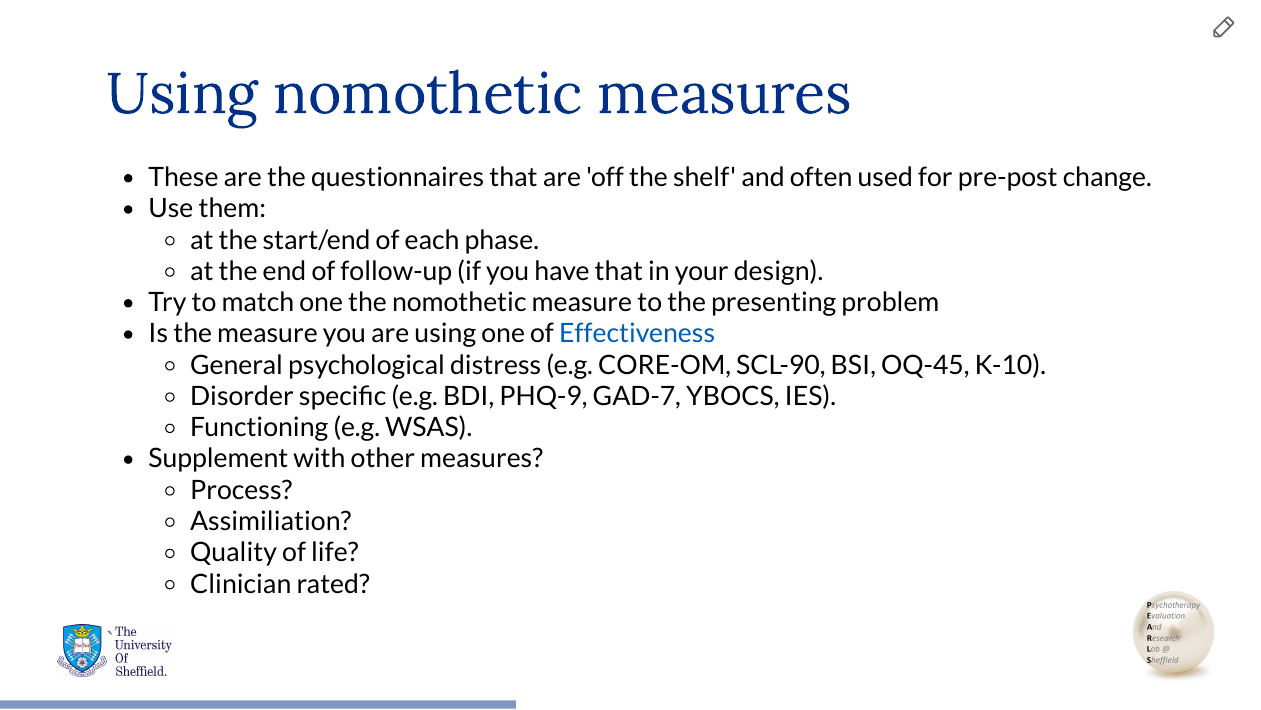 Using nomothetic measures
These are the questionnaires that are 'off the shelf' and often used for pre-post change.
Use them:
at the start/end of each phase.
at the end of follow-up (if you have that in your design).
Try to match one the nomothetic measure to the presenting problem
Is the measure you are using one of Effectiveness
General psychological distress (e.g. CORE-OM, SCL-90, BSI, OQ-45, K-10).
Disorder specific (e.g. BDI, PHQ-9, GAD-7, YBOCS, IES).
Functioning (e.g. WSAS).
Supplement with other measures?
Process?
Assimiliation?
Quality of life?
Clinician rated?
The
University
Of
Sheffield.
Psychotherapy
Evaluation
And
Research
Lab @
Sheffield